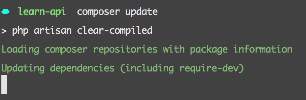 learn-api composer update
> php artisan clear-compiled
Loading composer repositories with package information
Updating dependencies (including require-dev)